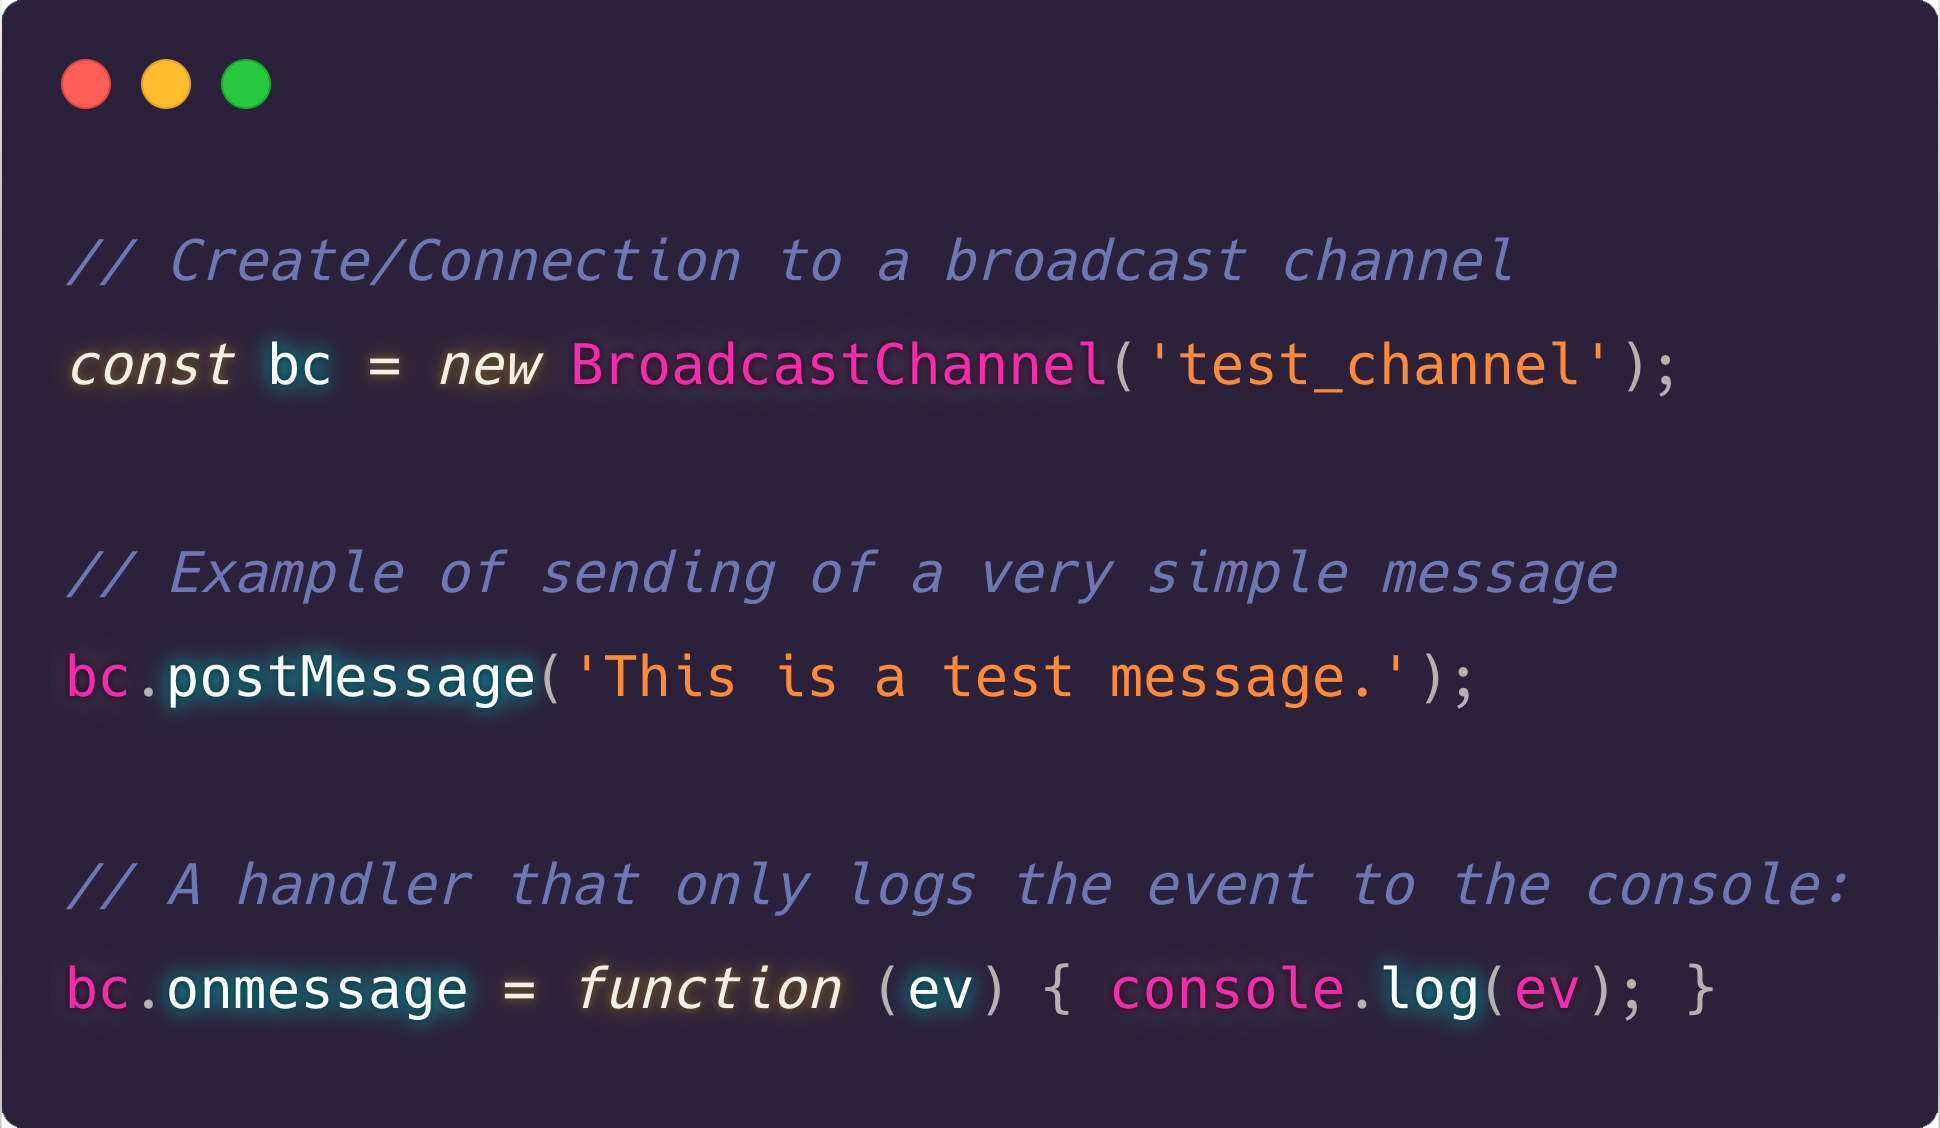 // Create/Connection to a broadcast channel
const bc = new BroadcastChannel('test_channel');
// Example of sending of a very simple message
bc.postMessage('This is a test message.');
// A handler that only logs the event to the console:
bc.onmessage = function (ev) { console.log(ev); }